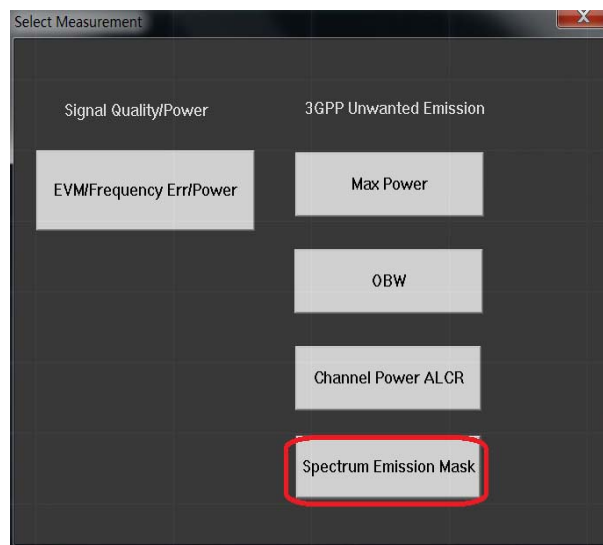 Select Measurement
X
Signal Quality/Power
3GPP Unwanted Emission
EVM/Frequency Err/Power
Max Power
OBW
Channel Power ALCR
Spectrum Emission Mask